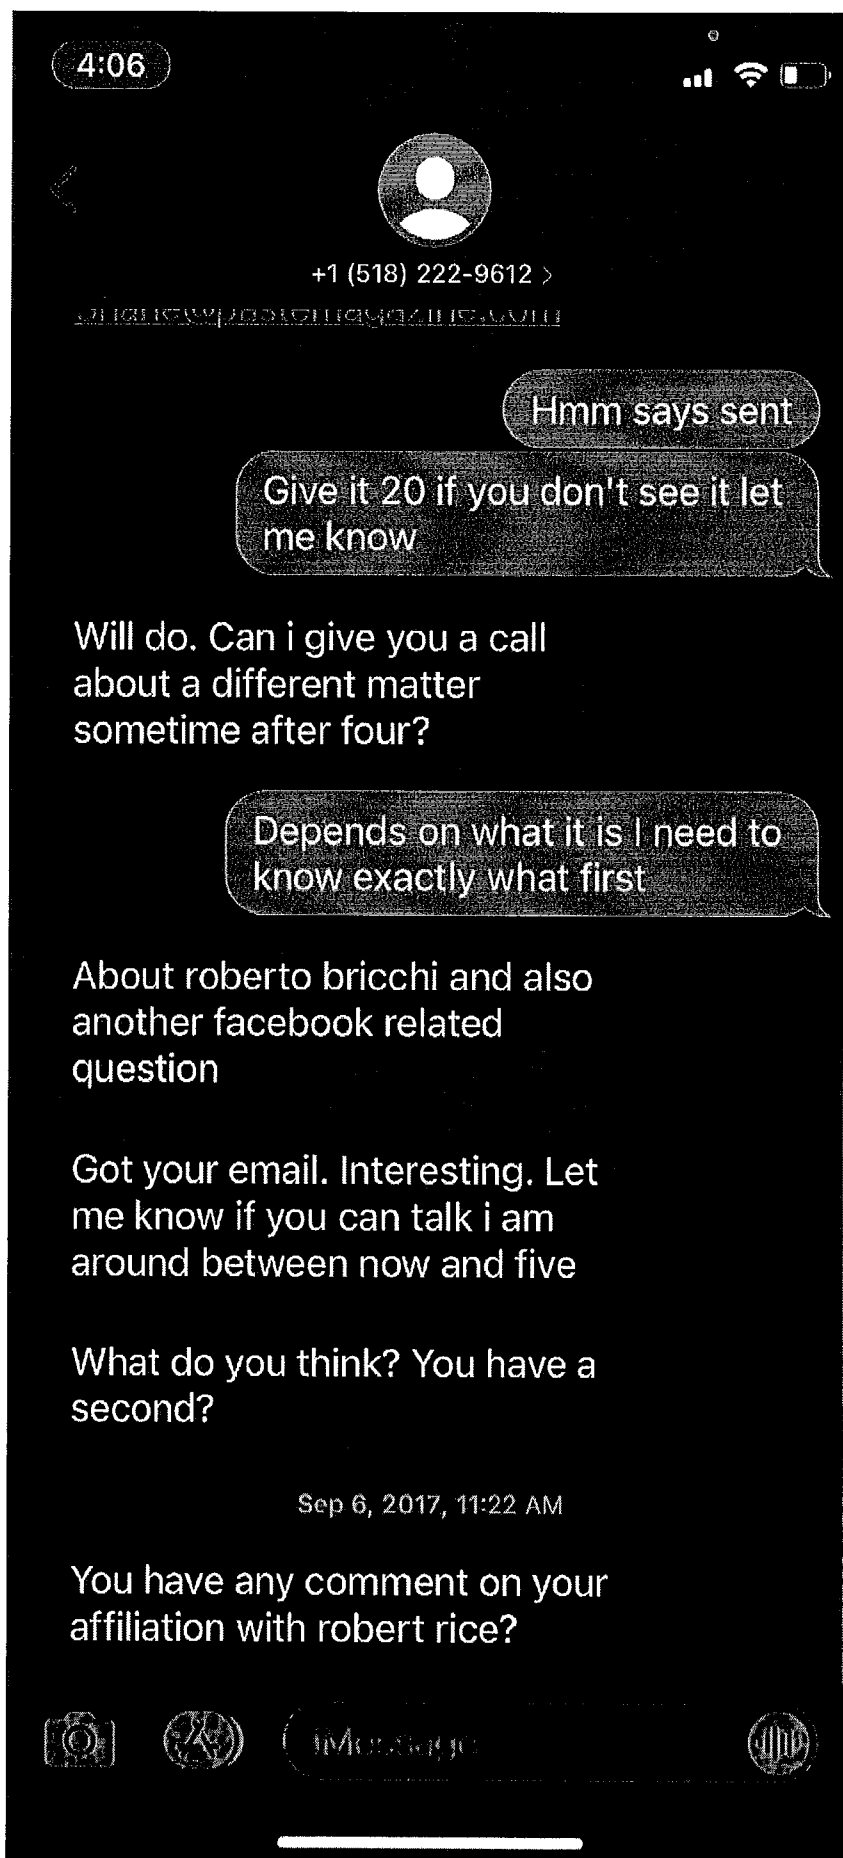 4:06
+1 (518) 222-9612 >
Hmm says sent
Give it 20 if you don't see it let
me know
Will do. Can i give you a call
about a different matter
sometime after four?
Depends on what it is I need to
know exactly what first
About roberto bricchi and also
another facebook related
question
Got your email. Interesting. Let
me know if you can talk i am
around between now and five
What do you think? You have a
second?
Sep 6, 2017, 11:22 AM
You have any comment on your
affiliation with robert rice?
iMessage